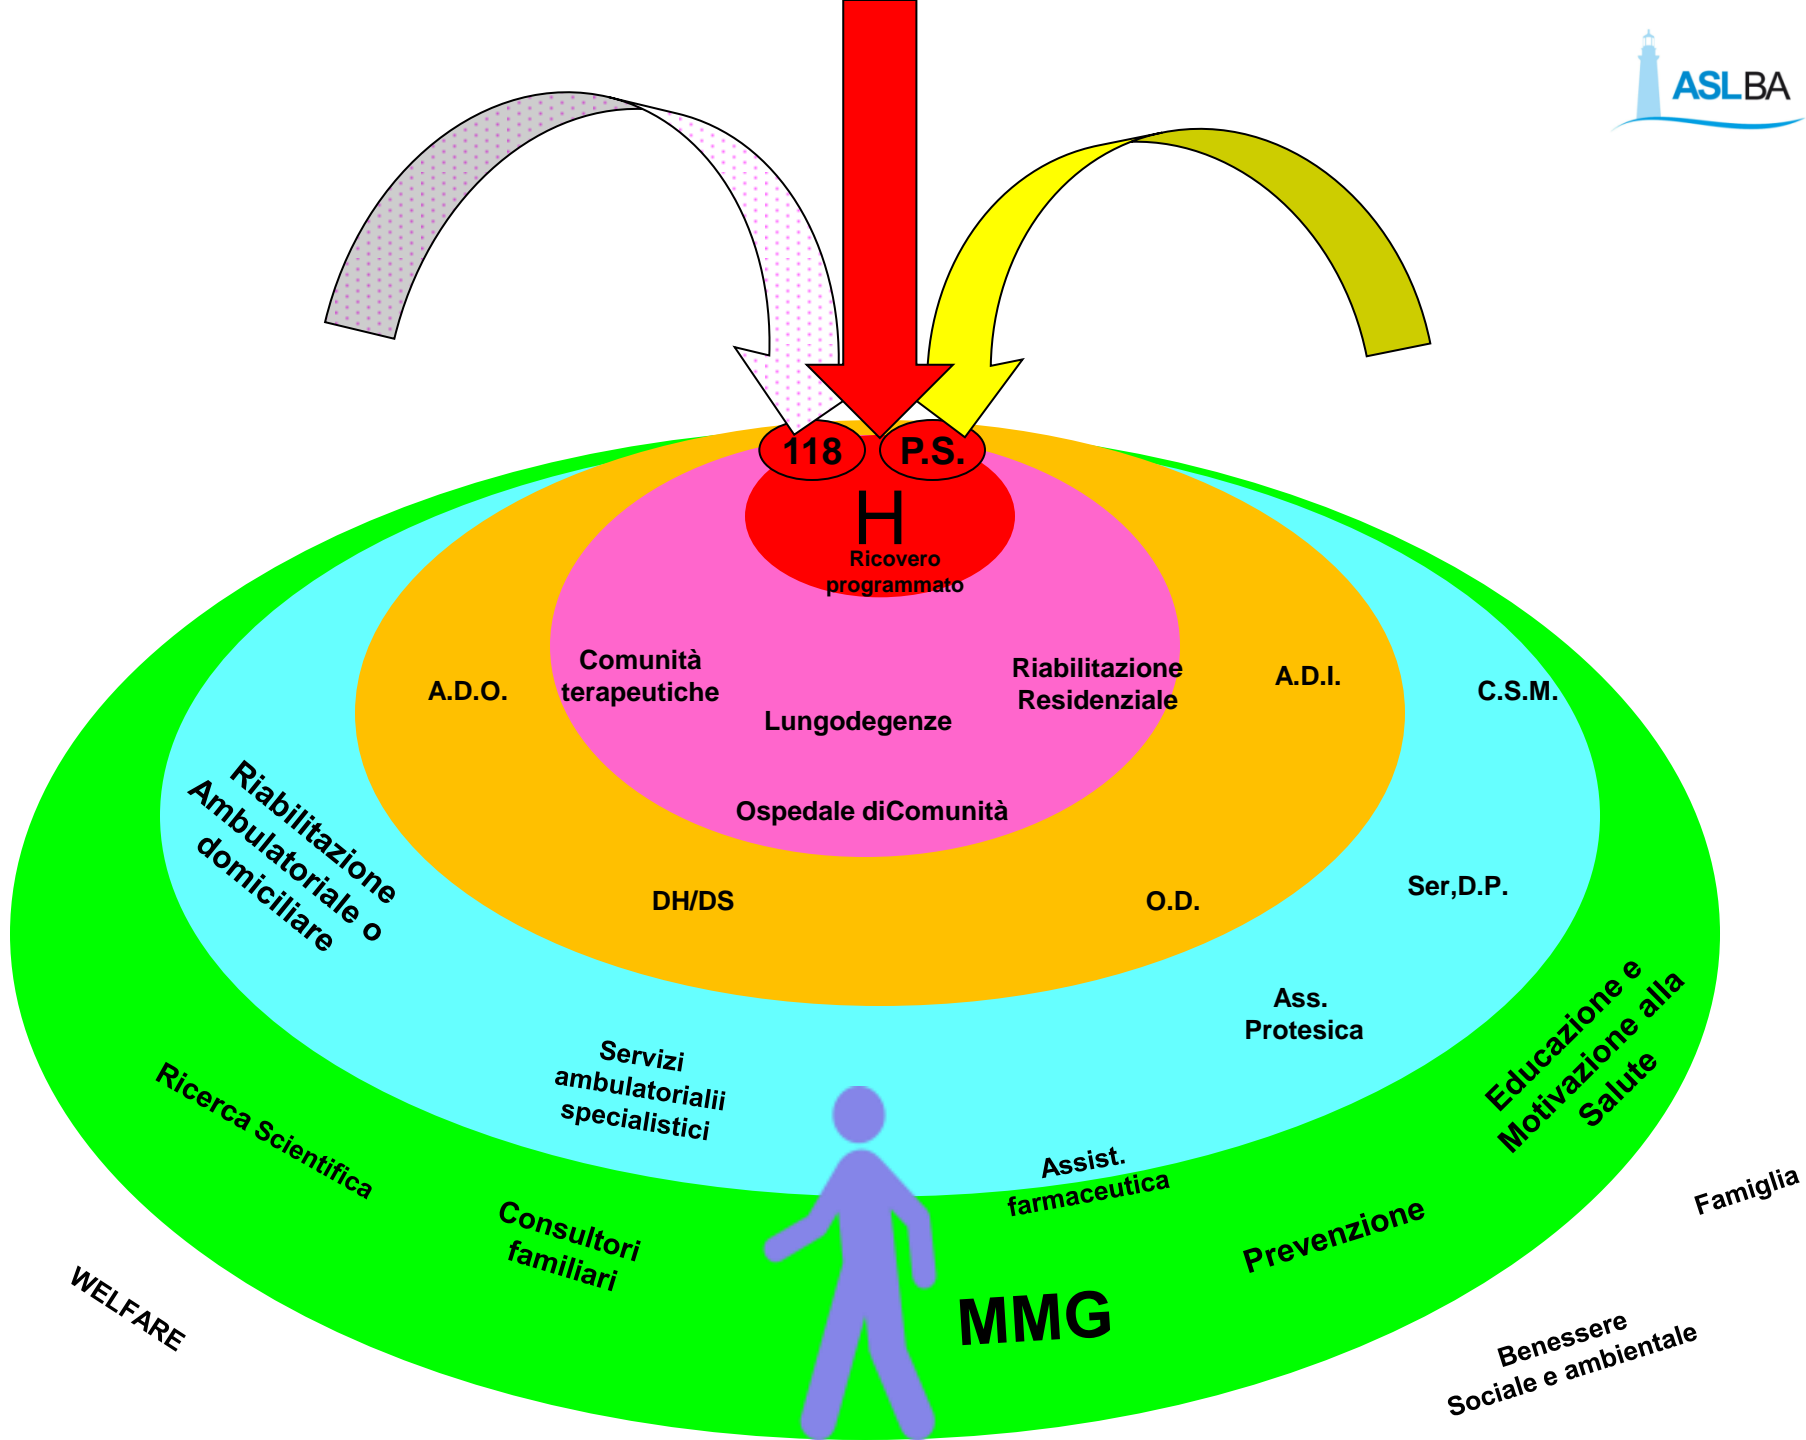 ASLBA
118
P.S.
H
Ricovero
programmato
Comunità
terapeutiche
Riabilitazione
Residenziale
A.D.O.
A.D.I.
C.S.M.
Lungodegenze
Ospedale diComunità
Riabilitazione
Ambulatoriale o
domiciliare
DH/DS
O.D.
Ser,D.P.
Ass.
Protesica
Educazione e
Motivazione alla
Salute
Servizi
ambulatorialii
specialistici
Ricerca Scientifica
Assist.
farmaceutica
Consultori
familiari
Prevenzione
Famiglia
MMG
WELFARE
Benessere
Sociale e ambientale